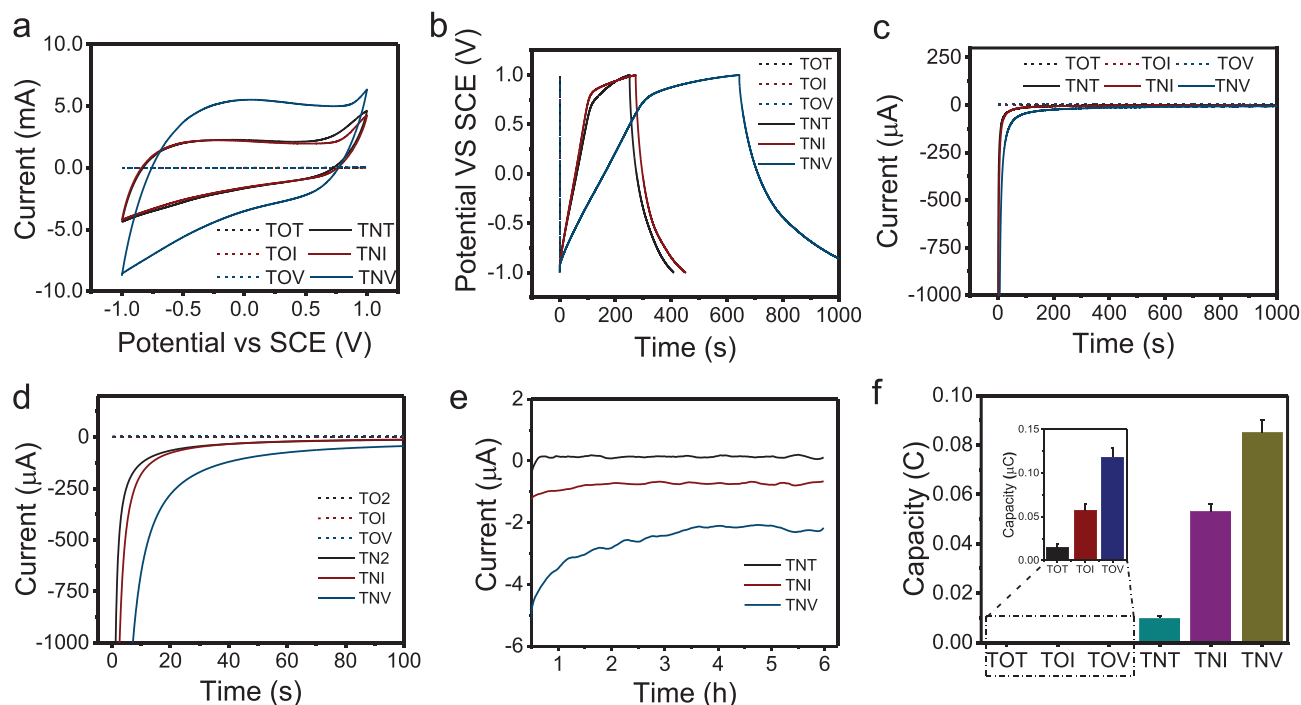 a
10.0
5.0
0.0
-5.0
-10.0
Current (mA)
TOT
TNT
TOI
TNI
TOV
TNV
-1.0 -0.5 0.0 0.5 1.0
Potential vs SCE (V)
b
1.0
0.5
0.0
-0.5
-1.0
Potential VS SCE (V)
TOT
TOI
TOV
TNT
TNI
TNV
0 200 400 600 800 1000
Time (s)
c
250
0
-250
-500
-750
-1000
Current (μA)
TOT TOI TOV
TNT TNI TNV
0 200 400 600 800 1000
Time (s)
d
0
-250
-500
-750
-1000
Current (μA)
TO2
TOI
TOV
TN2
TNI
TNV
0 20 40 60 80 100
Time (s)
e
2
0
-2
-4
-6
Current (μA)
TNT
TNI
TNV
1 2 3 4 5 6
Time (h)
f
0.10
0.08
0.06
0.04
0.02
0.00
Capacity (C)
0.15
0.10
0.05
0.00
Capacity (μC)
TOT TOI TOV
TOT TOI TOV TNT TNI TNV